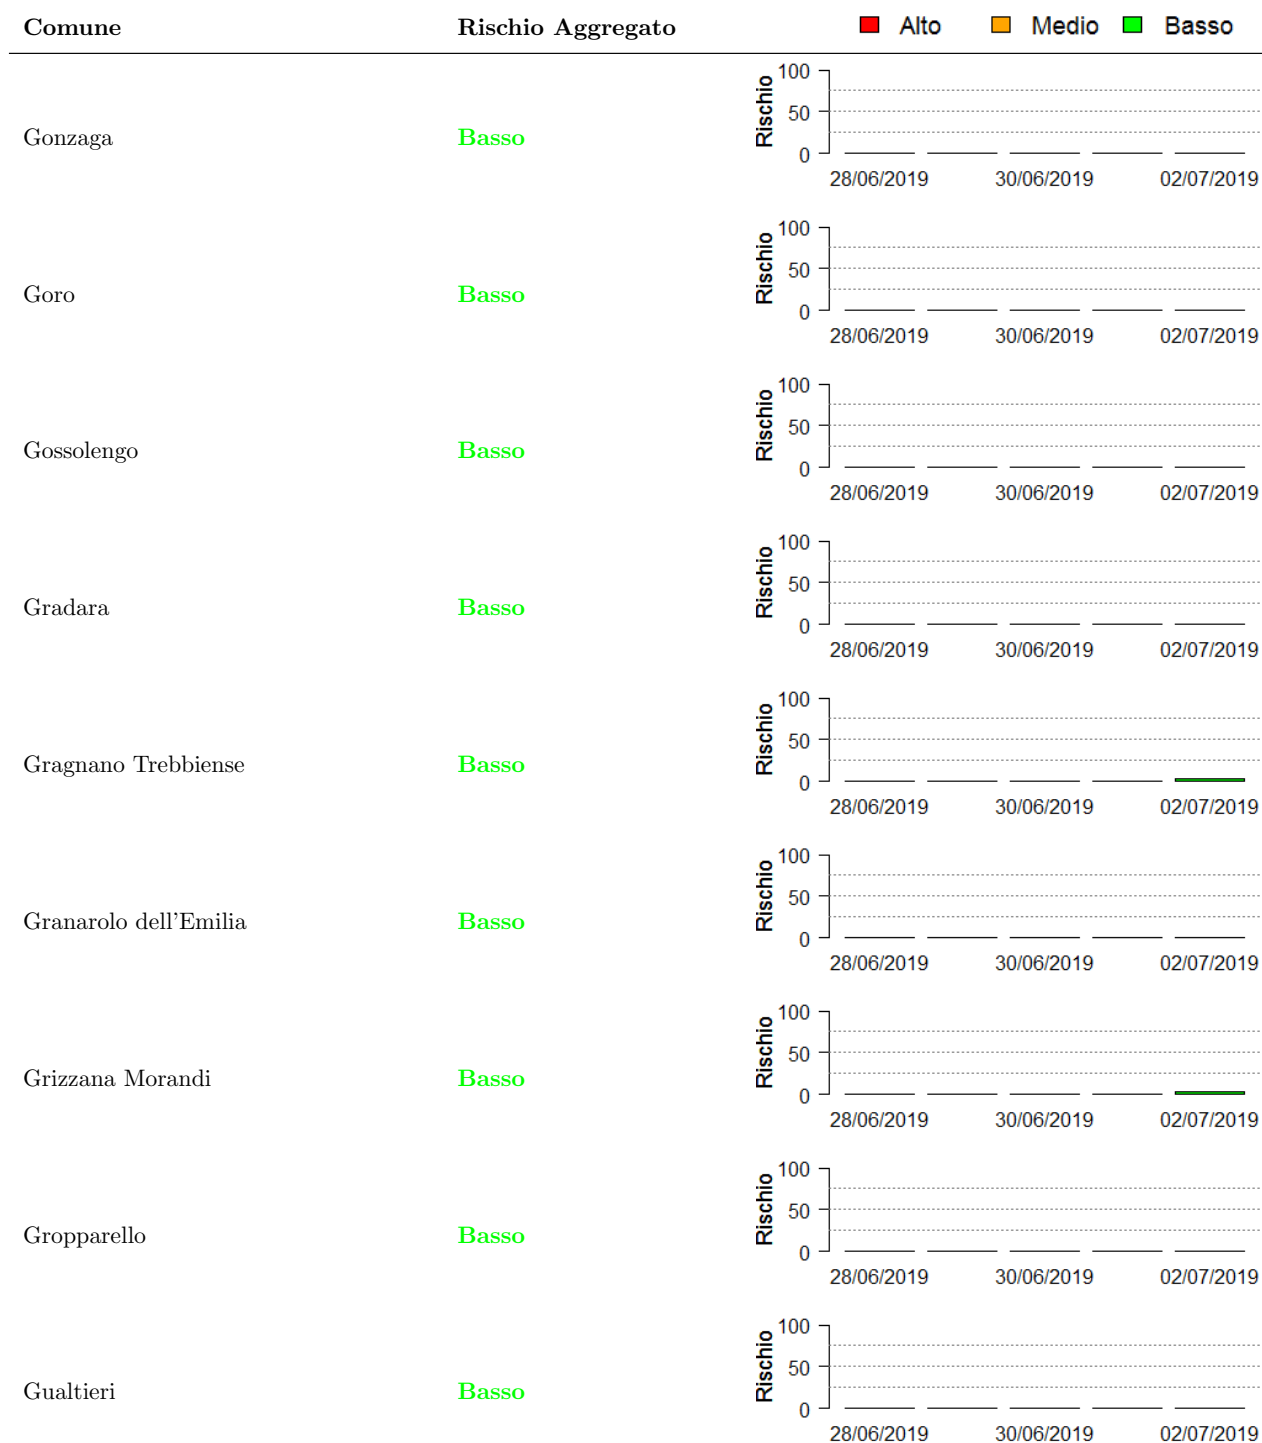 Comune Rischio Aggregato Alto Medio Basso
100
50
0
Rischio
Gonzaga Basso
28/06/2019 30/06/2019 02/07/2019
100
50
0
Rischio
Goro Basso
28/06/2019 30/06/2019 02/07/2019
100
50
0
Rischio
Gossolengo Basso
28/06/2019 30/06/2019 02/07/2019
100
50
0
Rischio
Gradara Basso
28/06/2019 30/06/2019 02/07/2019
100
50
0
Rischio
Gragnano Trebbiense Basso
28/06/2019 30/06/2019 02/07/2019
100
50
0
Rischio
Granarolo dell'Emilia Basso
28/06/2019 30/06/2019 02/07/2019
100
50
0
Rischio
Grizzana Morandi Basso
28/06/2019 30/06/2019 02/07/2019
100
50
0
Rischio
Gropparello Basso
28/06/2019 30/06/2019 02/07/2019
100
50
0
Rischio
Gualtieri Basso
28/06/2019 30/06/2019 02/07/2019